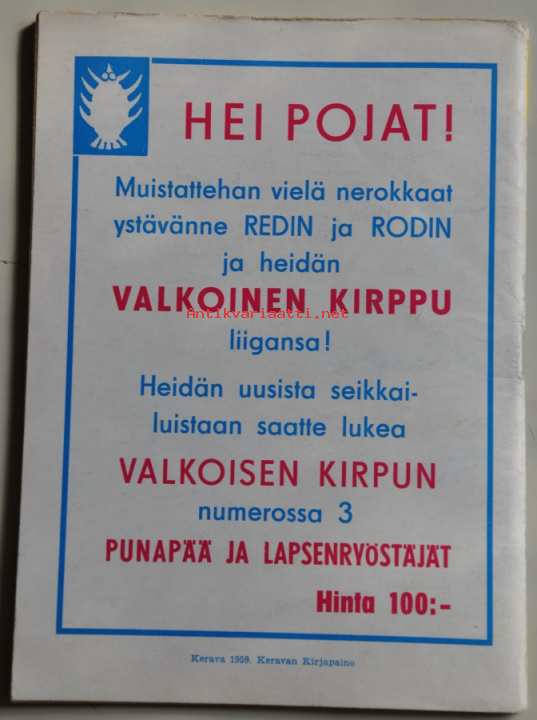 HEI POJAT!
Muistattehan vielä nerokkaat
ystävänne REDIN ja RODIN
ja heidän
VALKOINEN KIRPPU
Antikvariaatti.net
liigansa!
Heidän uusista seikkai-
luistaan saatte lukea
VALKOISEN KIRPUN
numerossa 3
PUNAPÄÄ JA LAPSENRYÖSTÄJÄT
Hinta 100:-
Kerava 1959. Keravan Kirjapaino